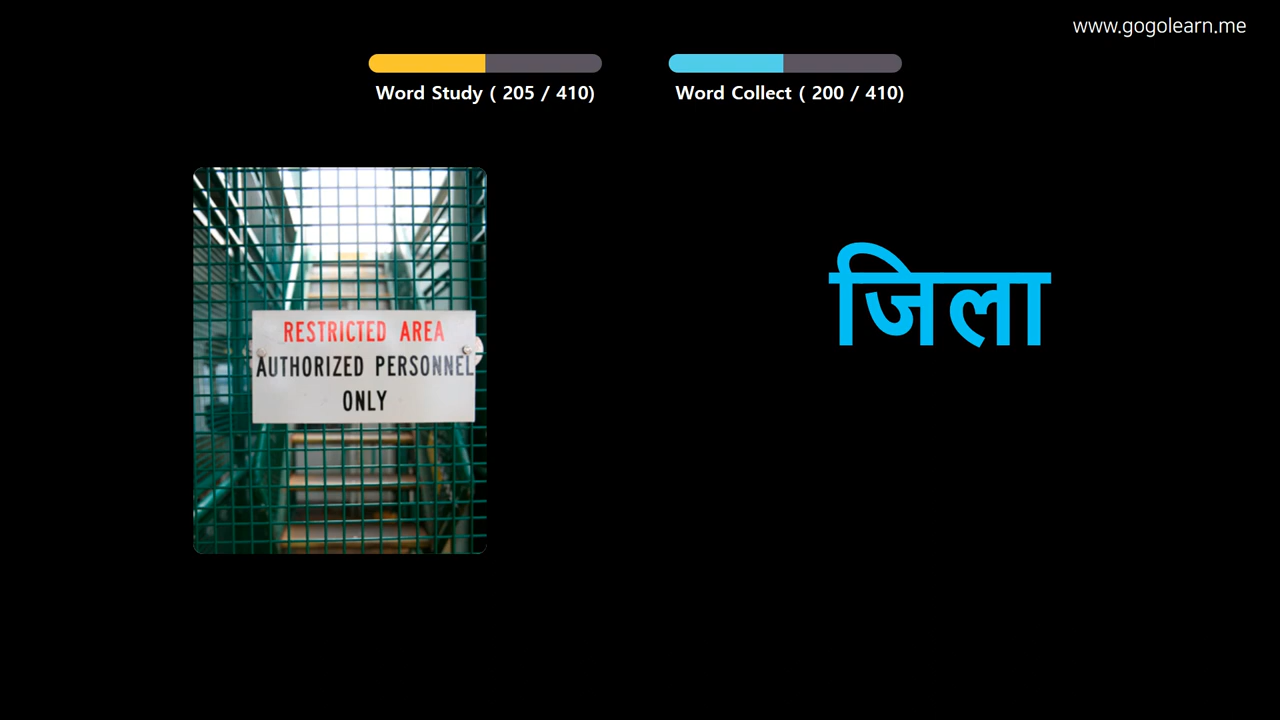 www.gogolearn.me
Word Study ( 205 / 410)
Word Collect ( 200 / 410)
RESTRICTED AREA
AUTHORIZED PERSONNEL
ONLY
जिला